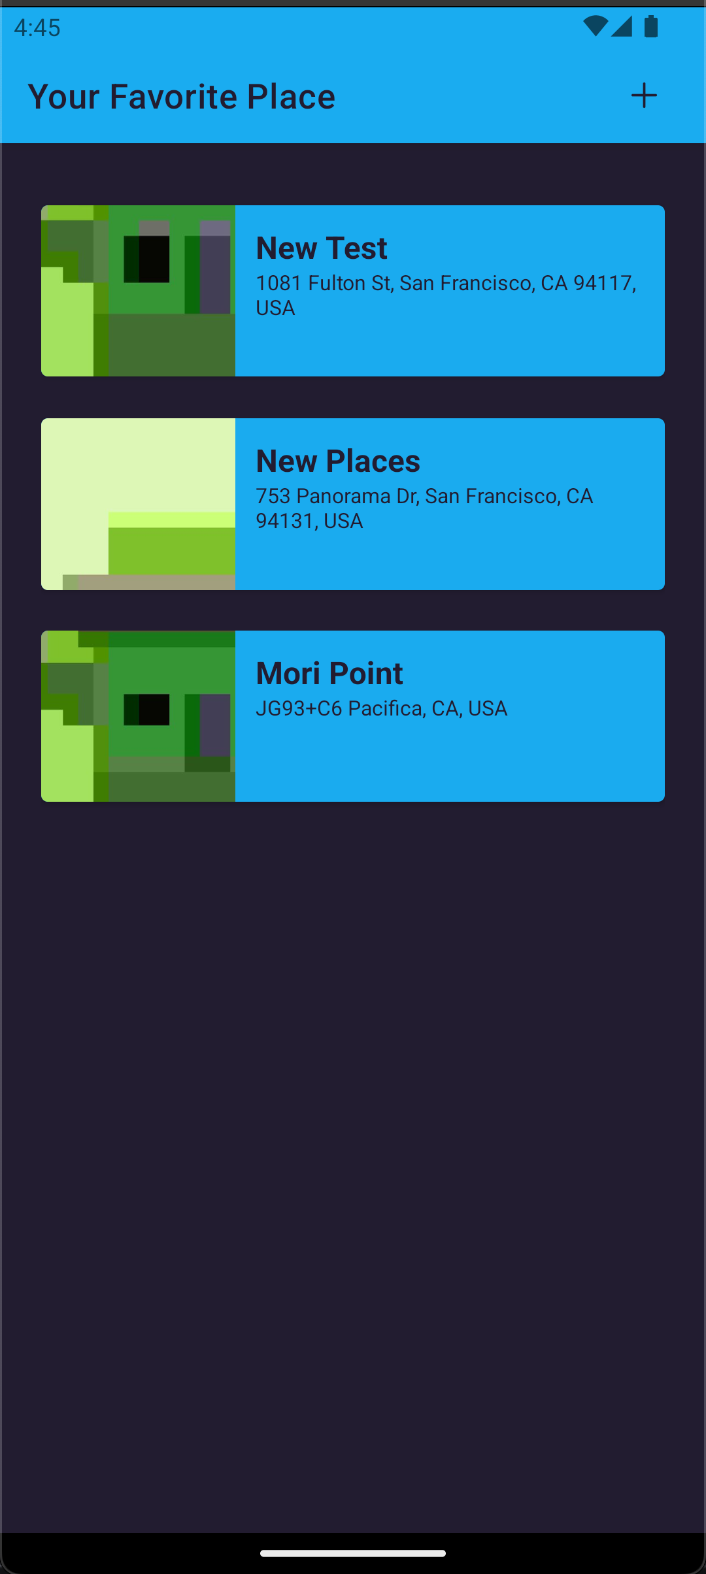 4:45
Your Favorite Place
New Test
1081 Fulton St, San Francisco, CA 94117,
USA
New Places
753 Panorama Dr, San Francisco, CA
94131, USA
Mori Point
JG93+C6 Pacifica, CA, USA